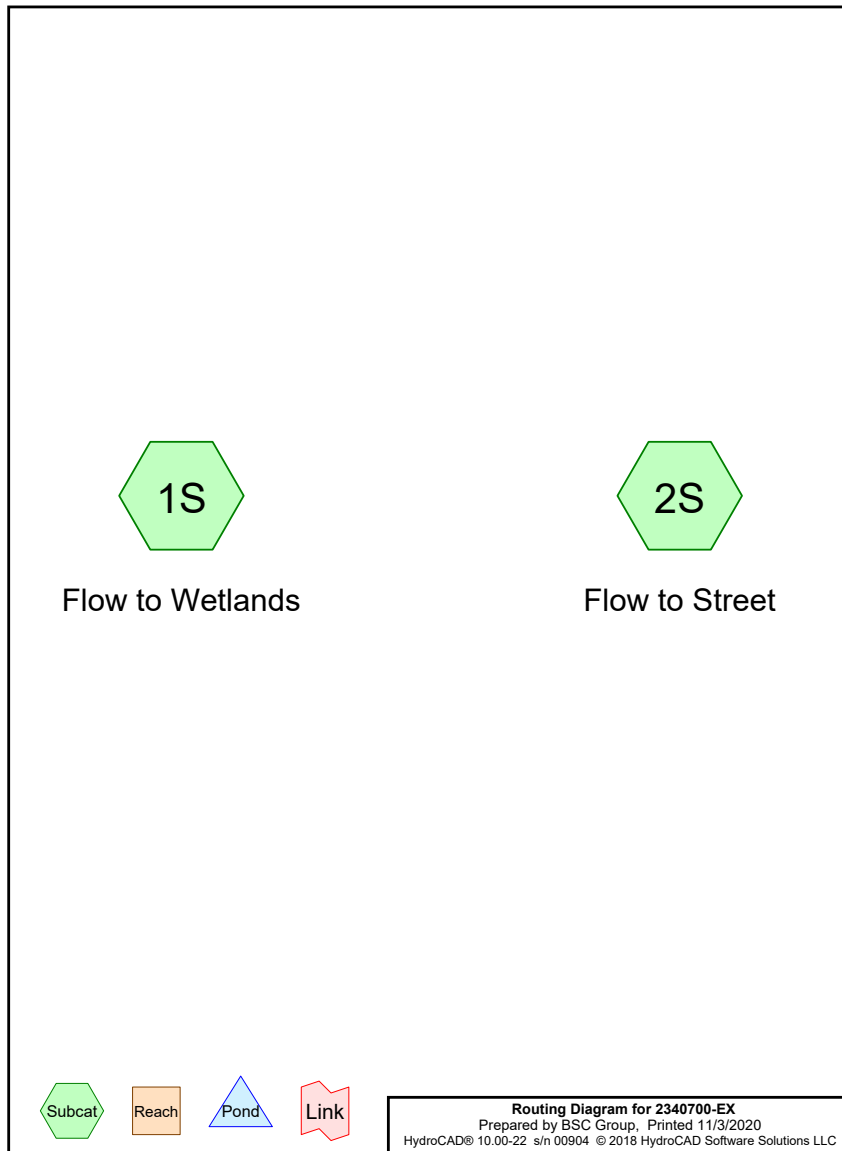 1S
2S
Flow to Wetlands
Flow to Street
Subcat
Reach
Pond
Link
Routing Diagram for 2340700-EX
Prepared by BSC Group, Printed 11/3/2020
HydroCAD® 10.00-22 s/n 00904 © 2018 HydroCAD Software Solutions LLC